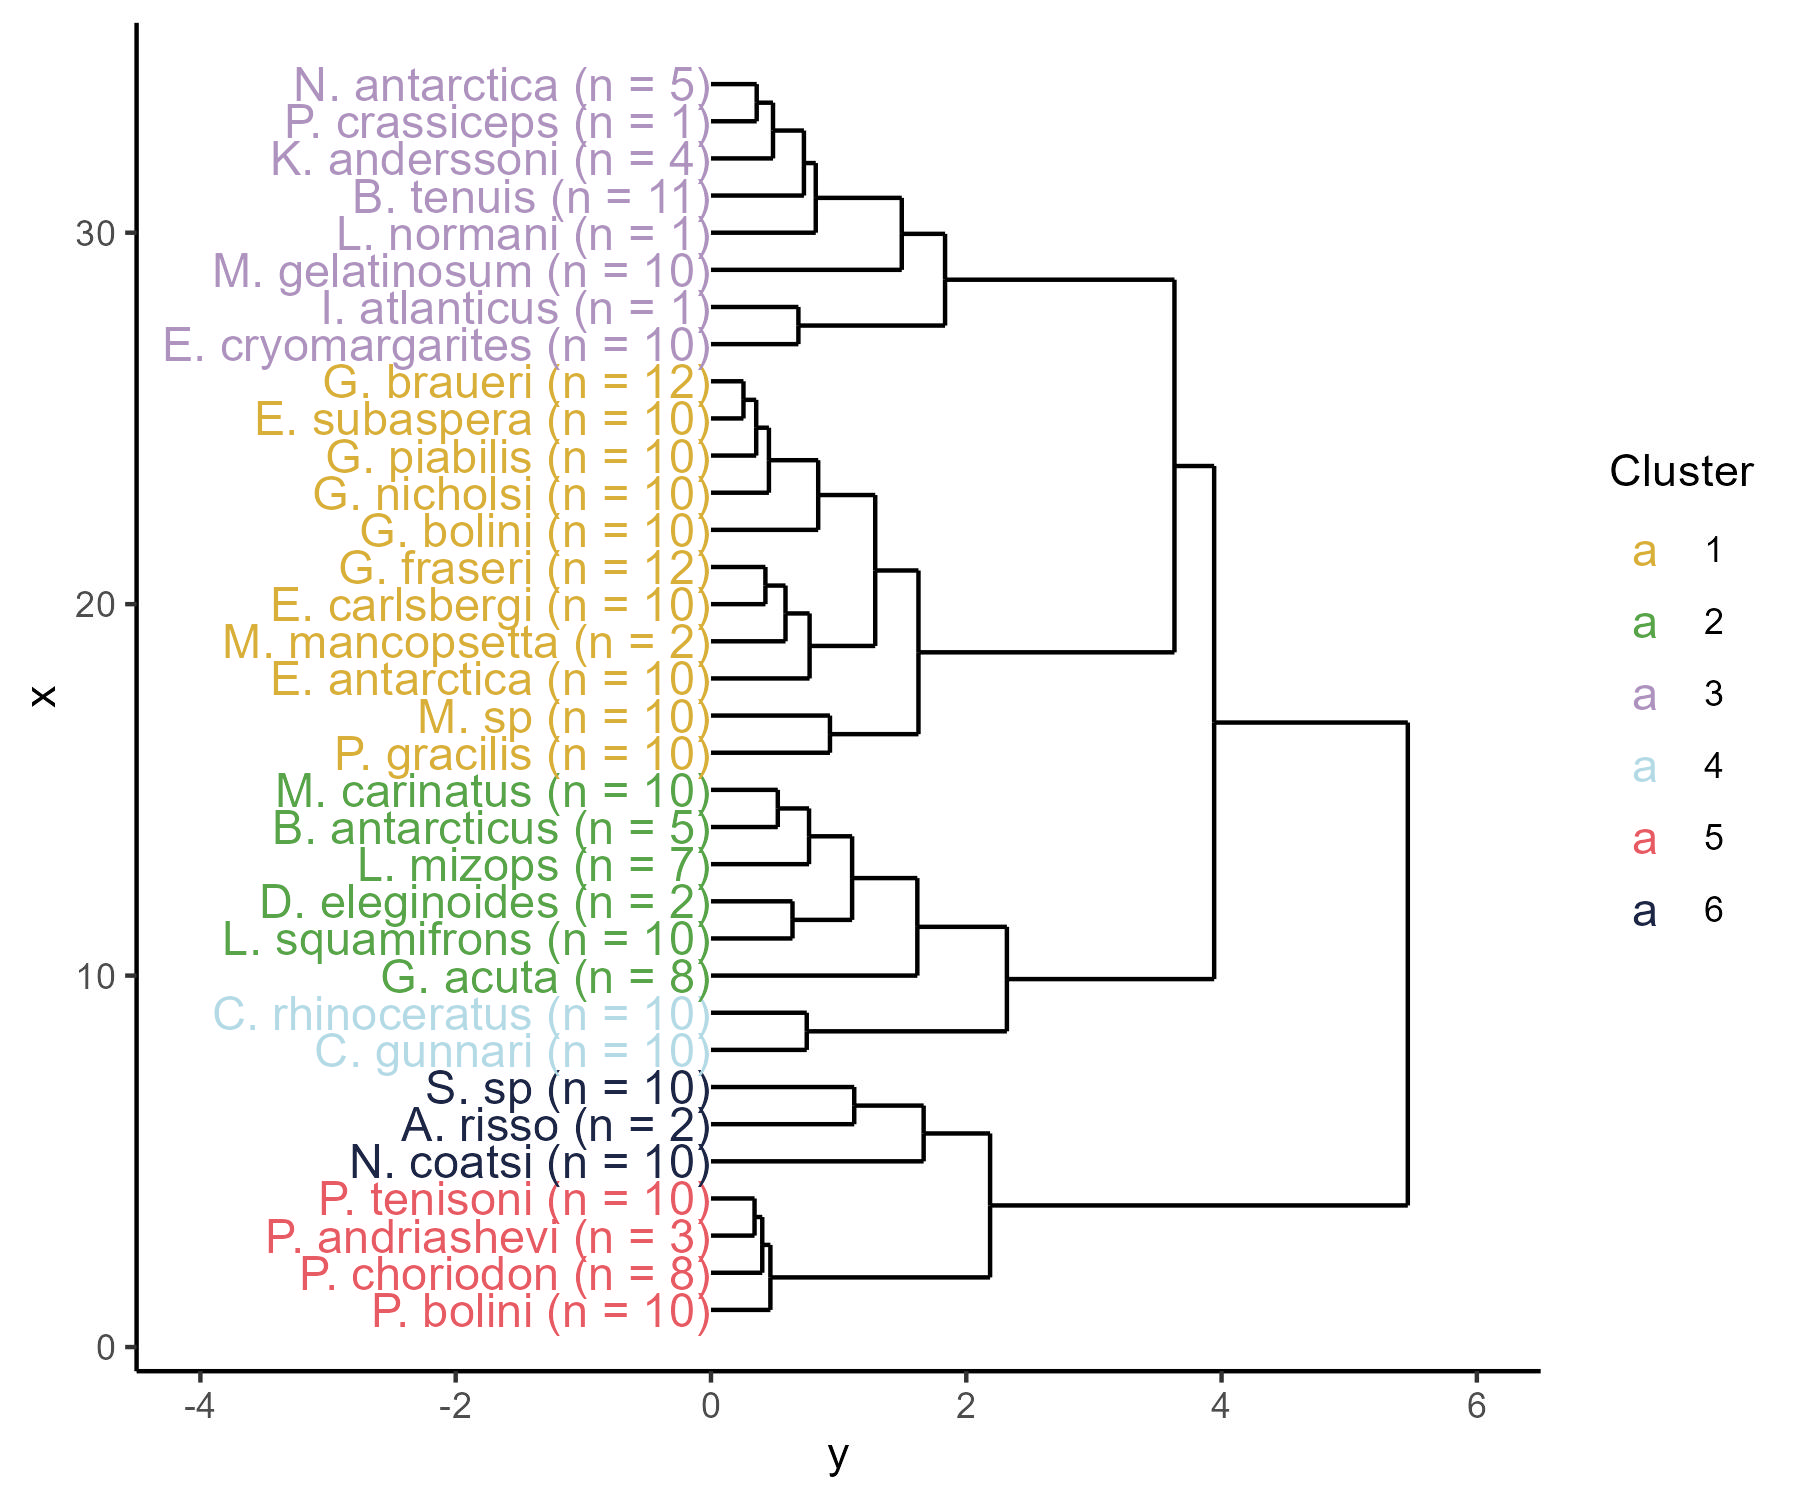 N. antarctica (n = 5)
P. crassiceps (n = 1)
K. anderssoni (n = 4)
B. tenuis (n = 11)
L. normani (n = 1)
M. gelatinosum (n = 10)
I. atlanticus (n = 1)
E. cryomargarites (n = 10)
G. braueri (n = 12)
E. subaspera (n = 10)
G. piabilis (n = 10)
G. nicholsi (n = 10)
G. bolini (n = 10)
G. fraseri (n = 12)
E. carlsbergi (n = 10)
M. mancopsetta (n = 2)
E. antarctica (n = 10)
M. sp (n = 10)
P. gracilis (n = 10)
M. carinatus (n = 10)
B. antarcticus (n = 5)
L. mizops (n = 7)
D. eleginoides (n = 2)
L. squamifrons (n = 10)
G. acuta (n = 8)
C. rhinoceratus (n = 10)
C. gunnari (n = 10)
S. sp (n = 10)
A. risso (n = 2)
N. coatsi (n = 10)
P. tenisoni (n = 10)
P. andriashevi (n = 3)
P. choriodon (n = 8)
P. bolini (n = 10)
30
20
10
0
x
-4 -2 0 2 4 6
y
Cluster
a 1
a 2
a 3
a 4
a 5
a 6